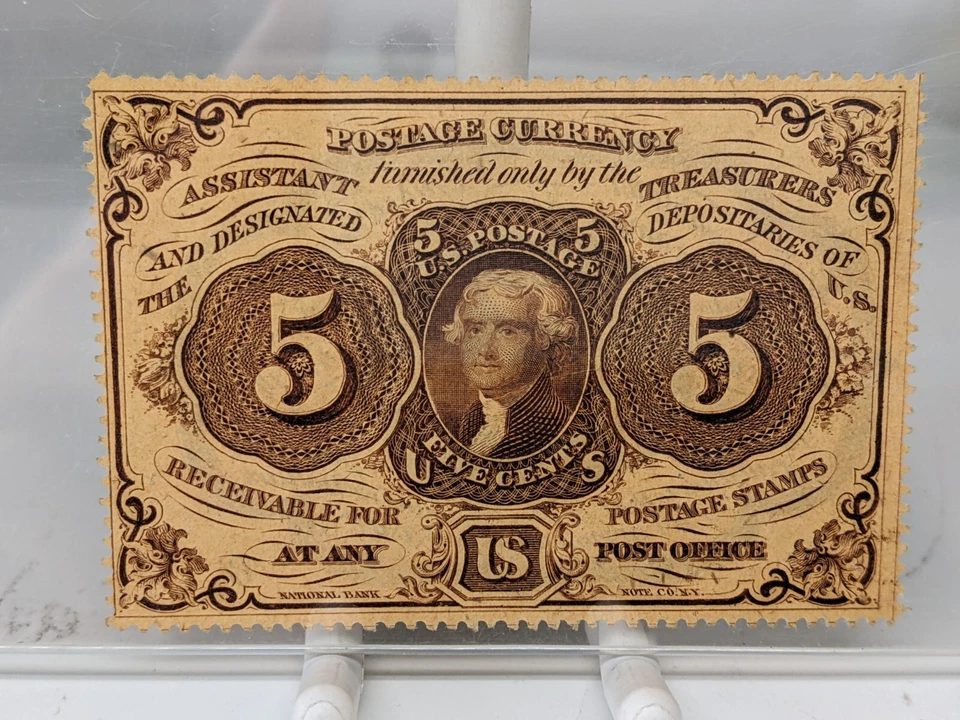 POSTAGE CURRENCY
furnished only by the
ASSISTANT TREASURERS
AND DESIGNATED DEPOSITARIES OF
THE U.S.
5 5
U.S. POSTAGE
5 5
FIVE CENTS
U S
RECEIVABLE FOR POSTAGE STAMPS
AT ANY US POST OFFICE
NATIONAL BANK NOTE CO. N.Y.